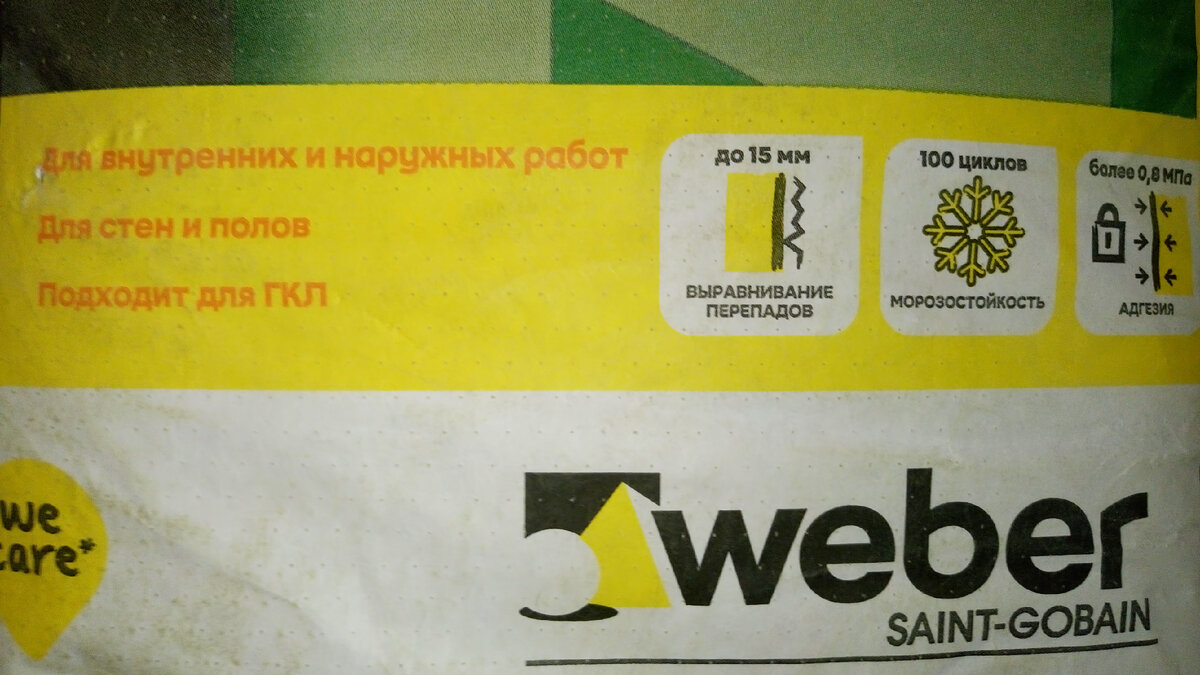 Для внутренних и наружных работ
Для стен и полов
Подходит для ГКЛ
до 15 мм
ВЫРАВНИВАНИЕ
ПЕРЕПАДОВ
100 циклов
МОРОЗОСТОЙКОСТЬ
более 0,8 МПа
АДГЕЗИЯ
we
care*
weber
SAINT-GOBAIN